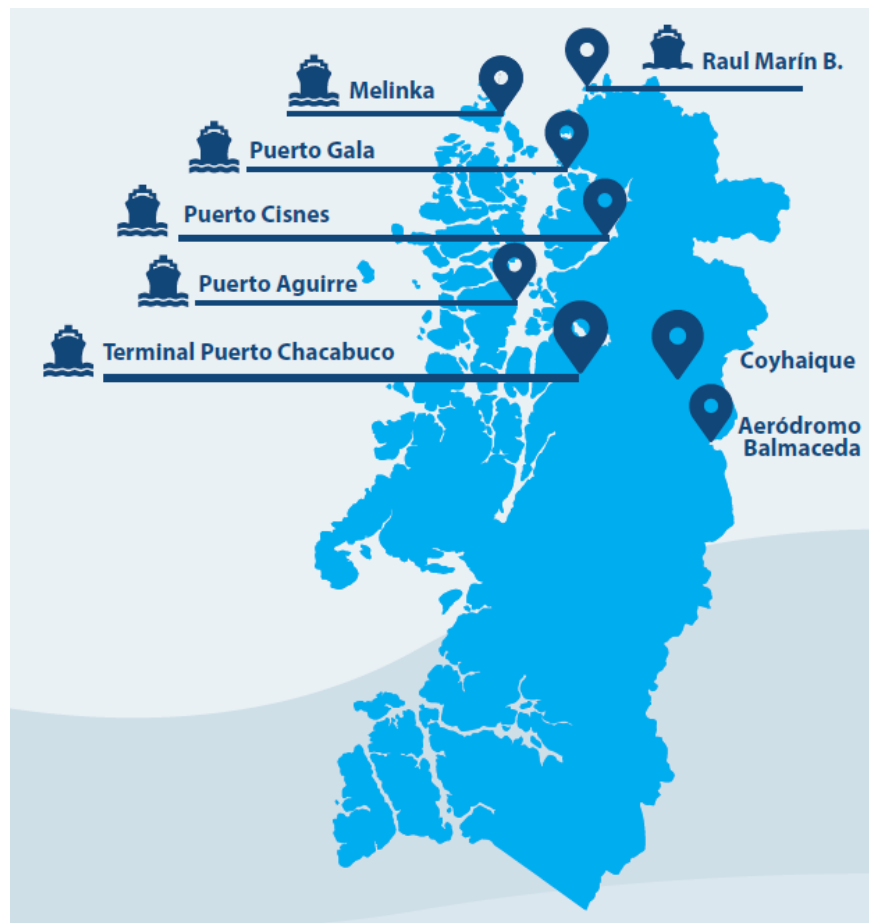 Raul Marín B.
Melinka
Puerto Gala
Puerto Cisnes
Puerto Aguirre
Terminal Puerto Chacabuco
Coyhaique
Aeródromo
Balmaceda